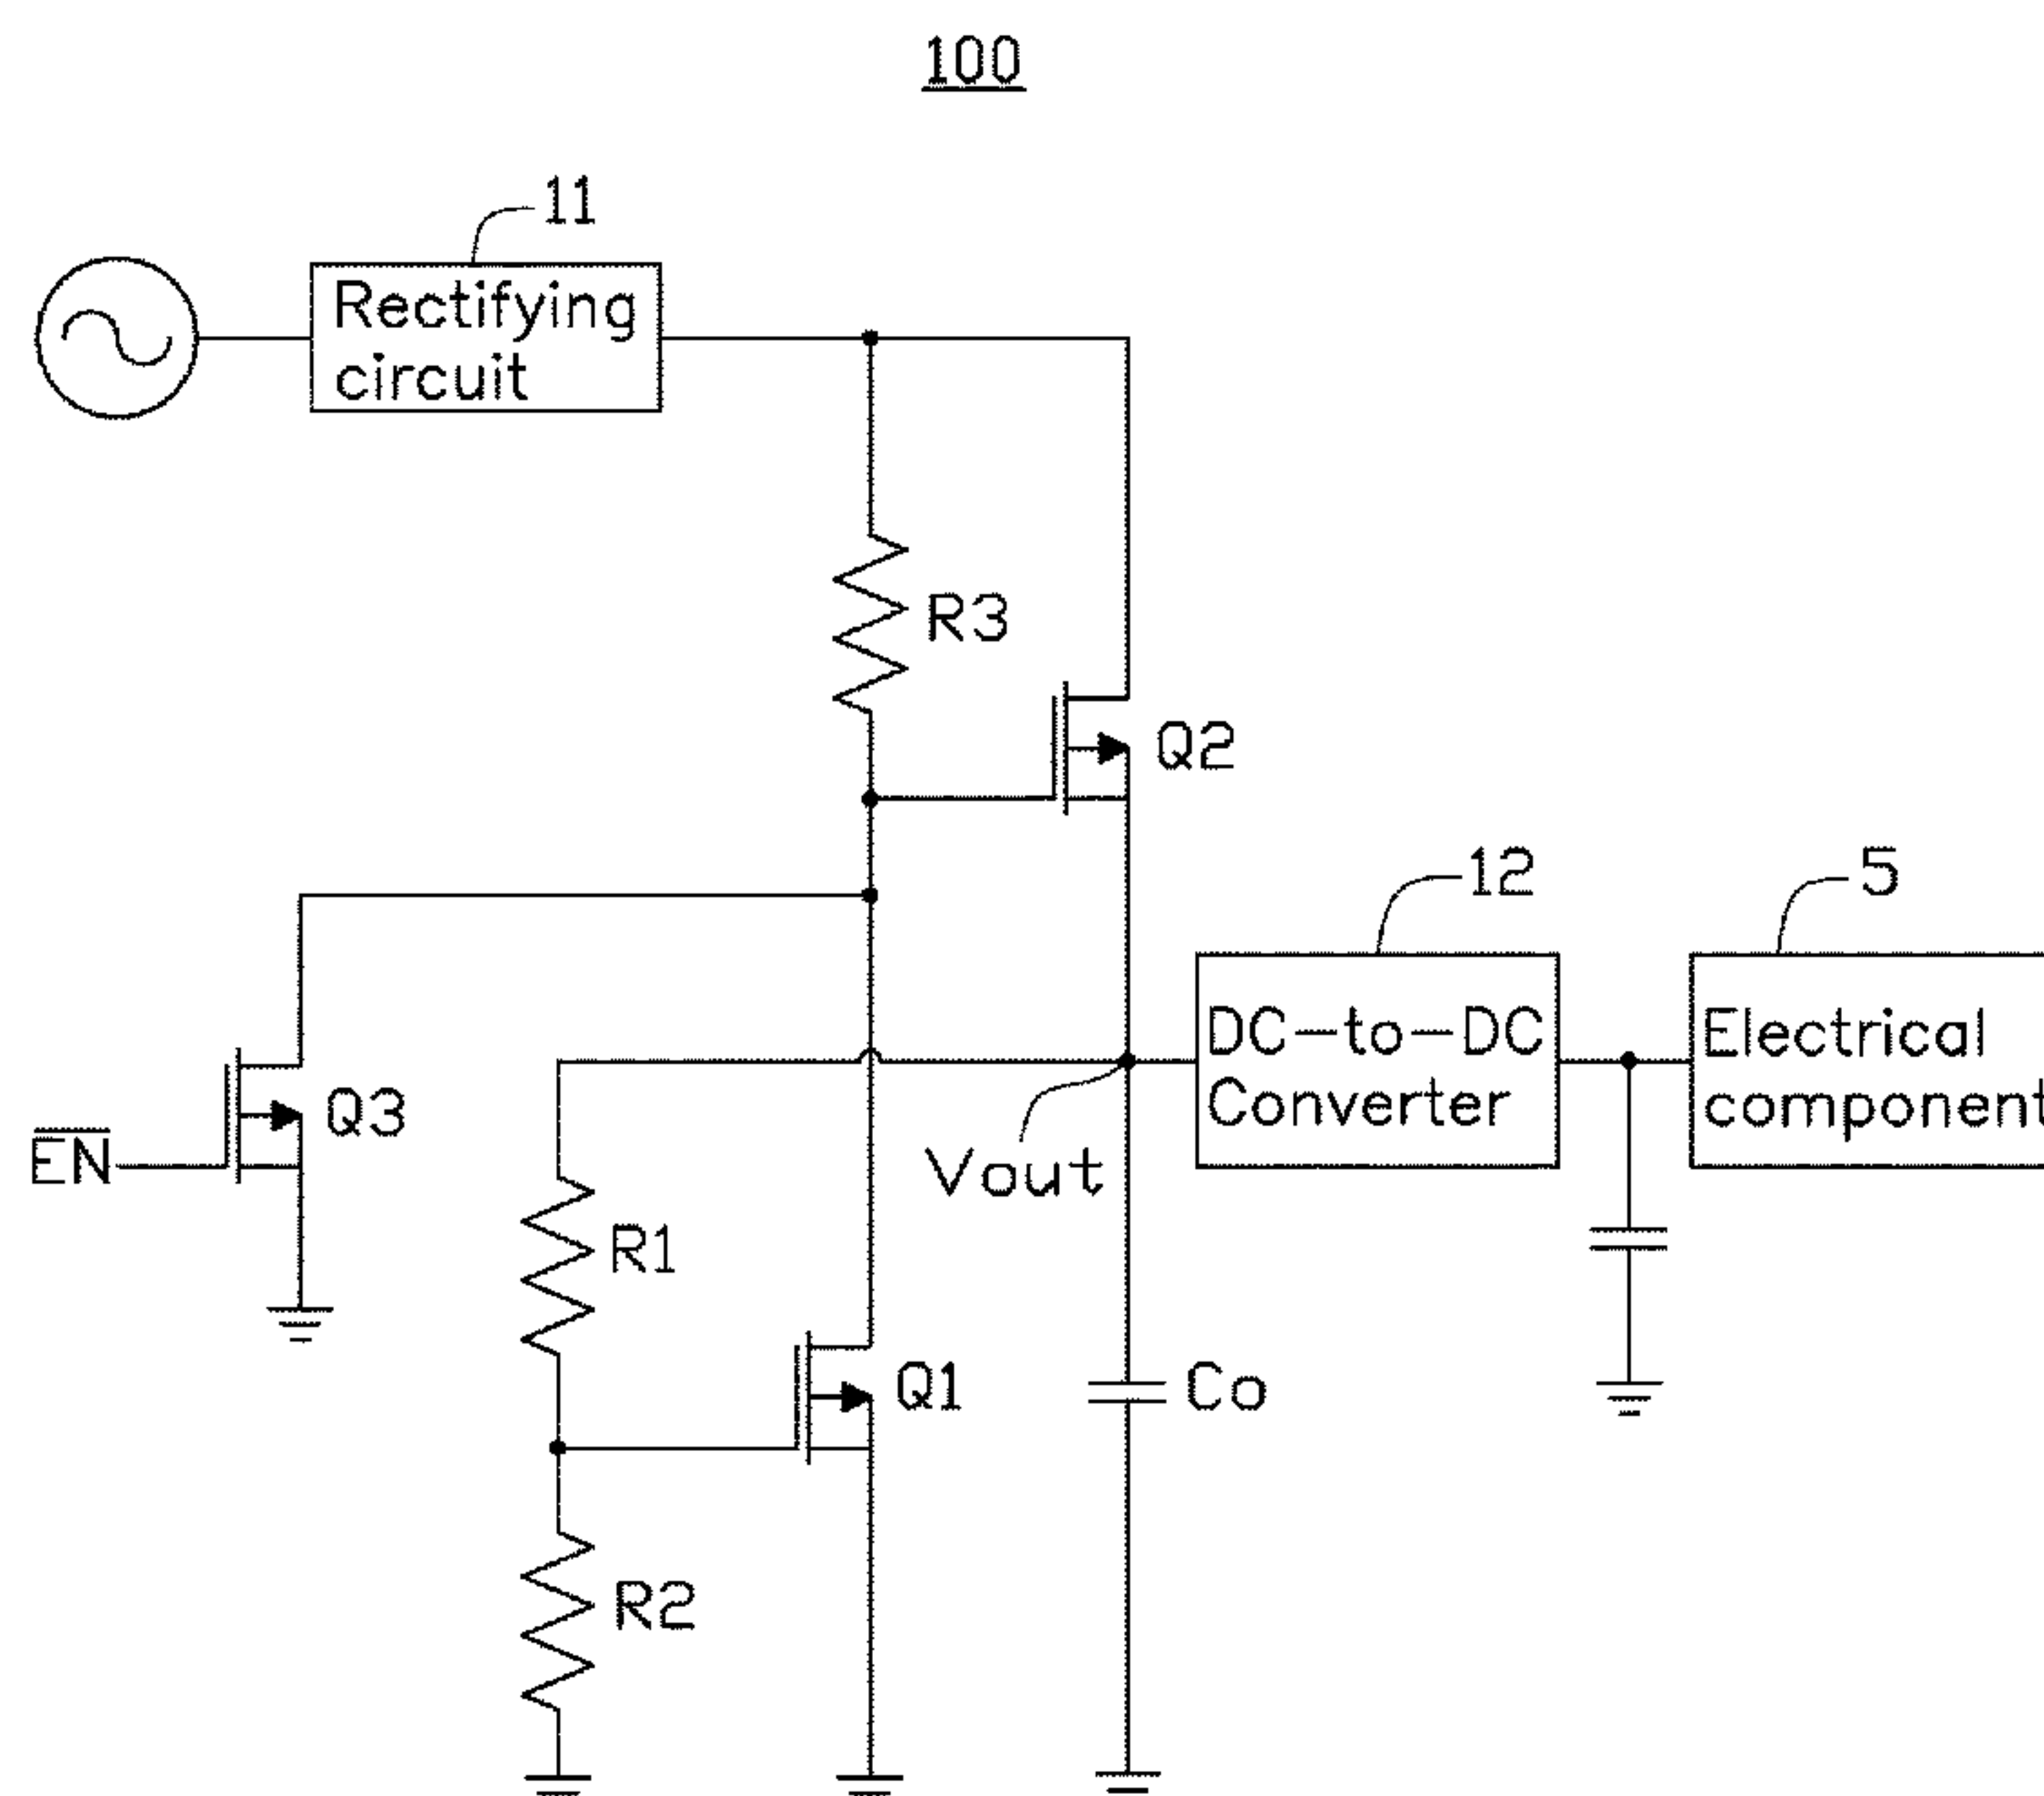 100
11
Rectifying
circuit
R3
Q2
12
5
DC-to-DC
Converter
Electrical
component
Q3
EN
Vout
R1
Q1
Co
R2